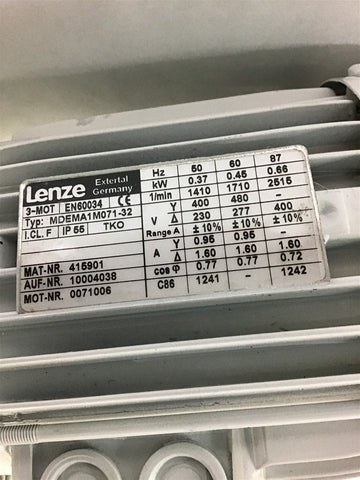 Lenze Extertal Germany
3-MOT EN60034 CE
Typ: MDEMA1M071-32
I.CL. F IP 55 TKO
MAT-NR. 415901
AUF-NR. 10004038
MOT-NR. 0071006
Hz 50 60 87
kW 0.37 0.45 0.66
1/min 1410 1710 2515
V Y 400 480 -
Δ 230 277 400
Range A ± 10% ± 10% ± 10%
A Y 0.95 0.95 -
Δ 1.60 1.60 1.60
cos φ 0.77 0.77 0.72
C86 1241 - 1242